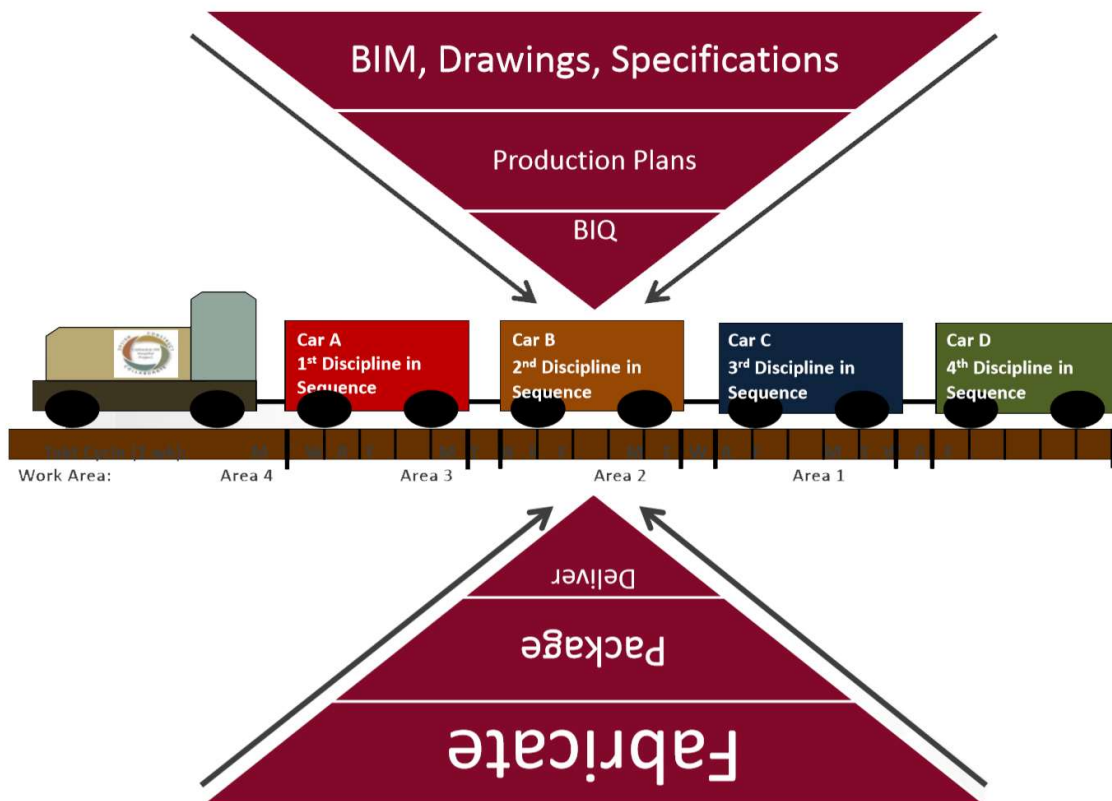 BIM, Drawings, Specifications
Production Plans
BIQ
Car A
1st Discipline in
Sequence
Car B
2nd Discipline in
Sequence
Car C
3rd Discipline in
Sequence
Car D
4th Discipline in
Sequence
Work Area:
Area 4
Area 3
Area 2
Area 1
Deliver
Package
Fabricate